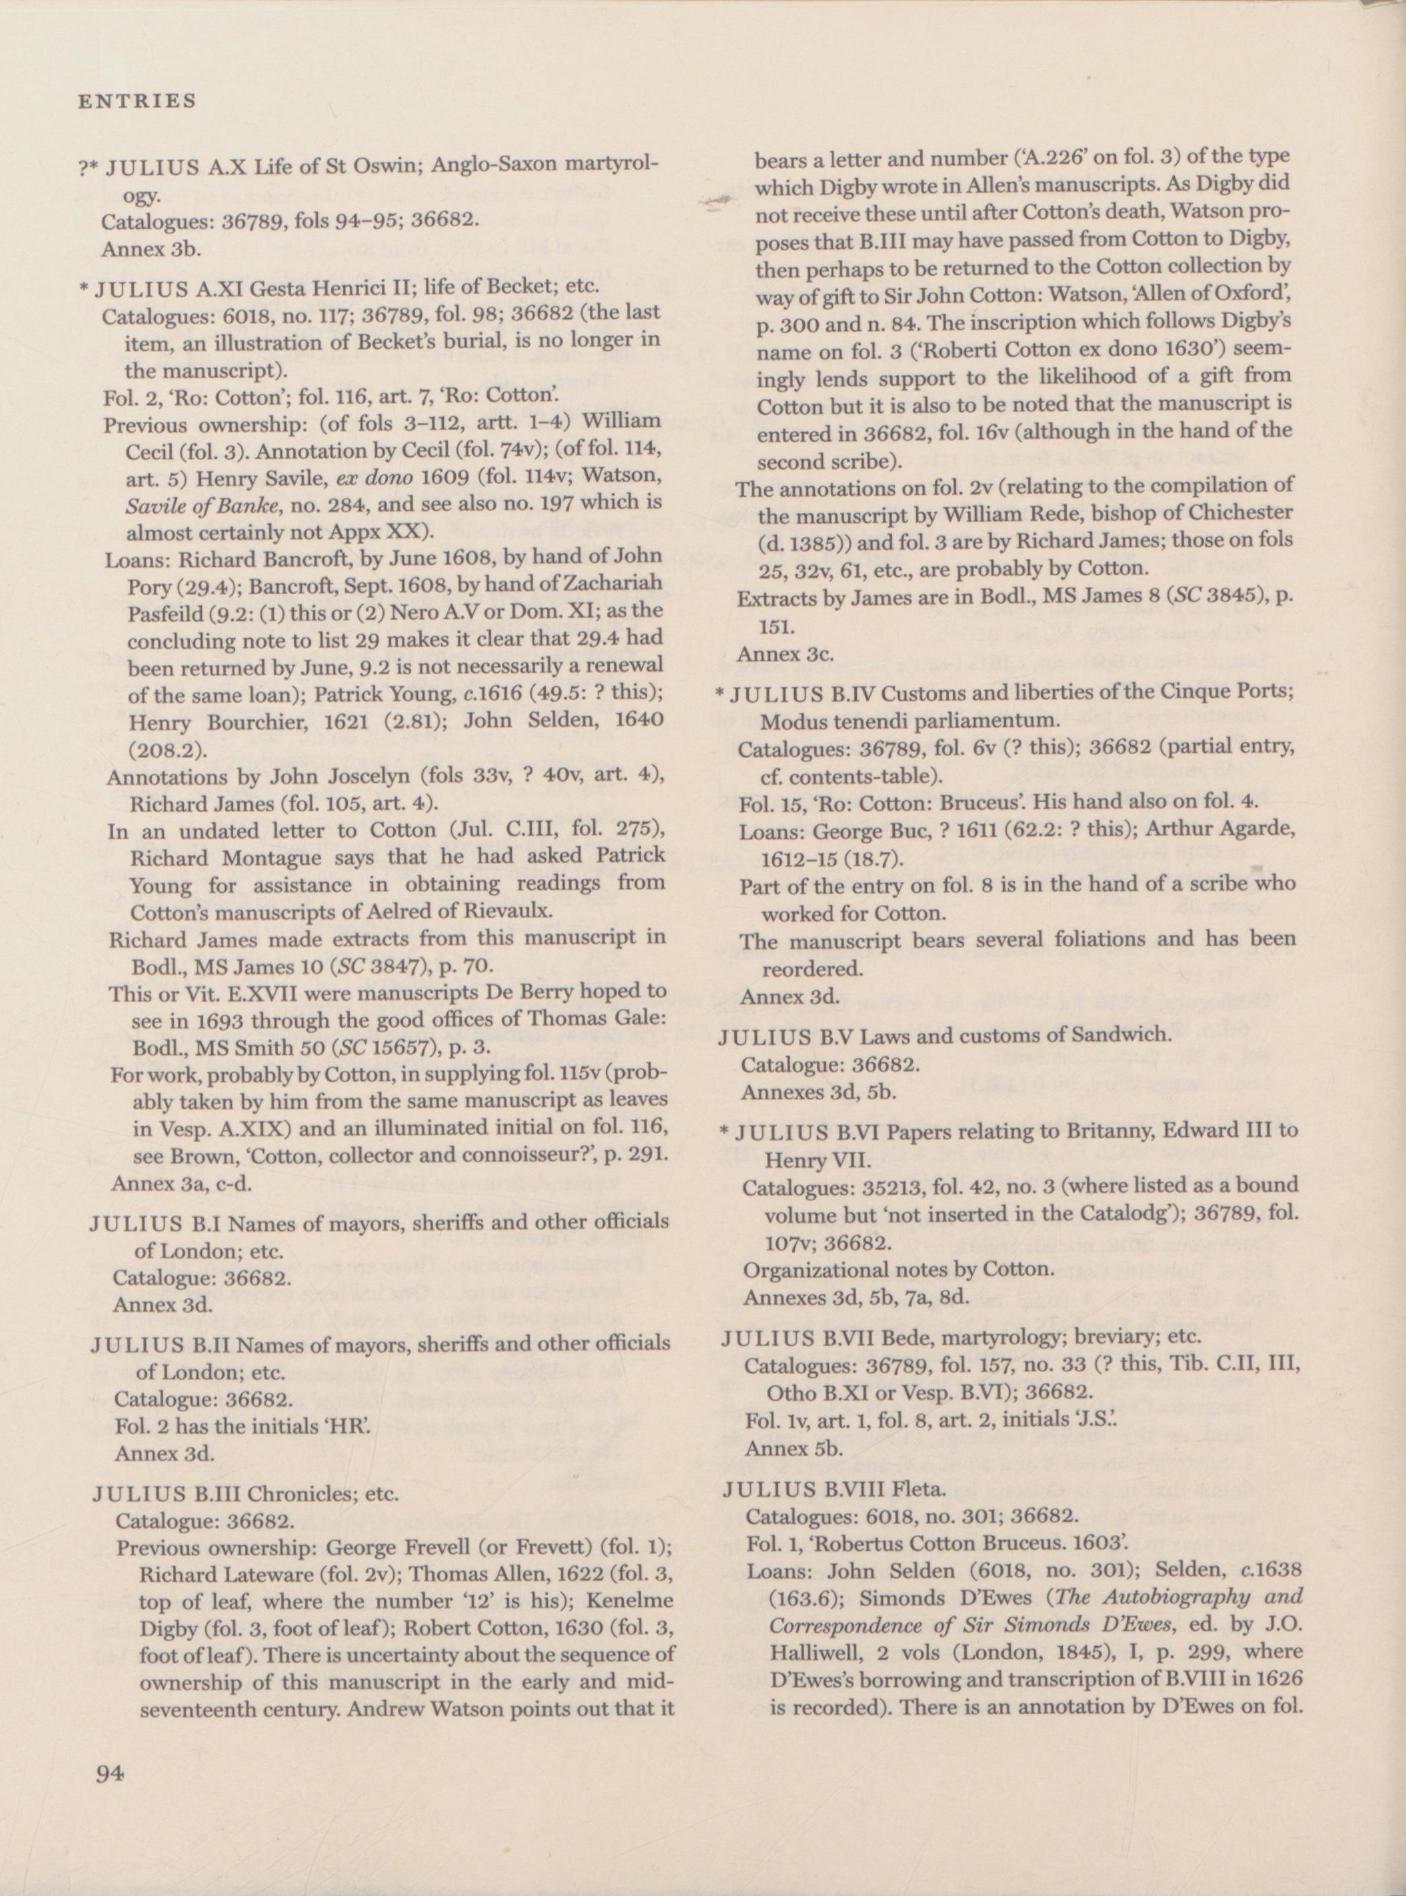 ENTRIES
?* JULIUS A.X Life of St Oswin; Anglo-Saxon martyrol-
ogy.
Catalogues: 36789, fols 94–95; 36682.
Annex 3b.
* JULIUS A.XI Gesta Henrici II; life of Becket; etc.
Catalogues: 6018, no. 117; 36789, fol. 98; 36682 (the last
item, an illustration of Becket's burial, is no longer in
the manuscript).
Fol. 2, 'Ro: Cotton'; fol. 116, art. 7, 'Ro: Cotton'.
Previous ownership: (of fols 3–112, artt. 1–4) William
Cecil (fol. 3). Annotation by Cecil (fol. 74v); (of fol. 114,
art. 5) Henry Savile, ex dono 1609 (fol. 114v; Watson,
Savile of Banke, no. 284, and see also no. 197 which is
almost certainly not Appx XX).
Loans: Richard Bancroft, by June 1608, by hand of John
Pory (29.4); Bancroft, Sept. 1608, by hand of Zachariah
Pasfeild (9.2: (1) this or (2) Nero A.V or Dom. XI; as the
concluding note to list 29 makes it clear that 29.4 had
been returned by June, 9.2 is not necessarily a renewal
of the same loan); Patrick Young, c.1616 (49.5: ? this);
Henry Bourchier, 1621 (2.81); John Selden, 1640
(208.2).
Annotations by John Joscelyn (fols 33v, ? 40v, art. 4),
Richard James (fol. 105, art. 4).
In an undated letter to Cotton (Jul. C.III, fol. 275),
Richard Montague says that he had asked Patrick
Young for assistance in obtaining readings from
Cotton's manuscripts of Aelred of Rievaulx.
Richard James made extracts from this manuscript in
Bodl., MS James 10 (SC 3847), p. 70.
This or Vit. E.XVII were manuscripts De Berry hoped to
see in 1693 through the good offices of Thomas Gale:
Bodl., MS Smith 50 (SC 15657), p. 3.
For work, probably by Cotton, in supplying fol. 115v (prob-
ably taken by him from the same manuscript as leaves
in Vesp. A.XIX) and an illuminated initial on fol. 116,
see Brown, 'Cotton, collector and connoisseur?', p. 291.
Annex 3a, c-d.
JULIUS B.I Names of mayors, sheriffs and other officials
of London; etc.
Catalogue: 36682.
Annex 3d.
JULIUS B.II Names of mayors, sheriffs and other officials
of London; etc.
Catalogue: 36682.
Fol. 2 has the initials 'HR'.
Annex 3d.
JULIUS B.III Chronicles; etc.
Catalogue: 36682.
Previous ownership: George Frevell (or Frevett) (fol. 1);
Richard Lateware (fol. 2v); Thomas Allen, 1622 (fol. 3,
top of leaf, where the number '12' is his); Kenelme
Digby (fol. 3, foot of leaf); Robert Cotton, 1630 (fol. 3,
foot of leaf). There is uncertainty about the sequence of
ownership of this manuscript in the early and mid-
seventeenth century. Andrew Watson points out that it
bears a letter and number ('A.226' on fol. 3) of the type
which Digby wrote in Allen's manuscripts. As Digby did
not receive these until after Cotton's death, Watson pro-
poses that B.III may have passed from Cotton to Digby,
then perhaps to be returned to the Cotton collection by
way of gift to Sir John Cotton: Watson, 'Allen of Oxford',
p. 300 and n. 84. The inscription which follows Digby's
name on fol. 3 ('Roberti Cotton ex dono 1630') seem-
ingly lends support to the likelihood of a gift from
Cotton but it is also to be noted that the manuscript is
entered in 36682, fol. 16v (although in the hand of the
second scribe).
The annotations on fol. 2v (relating to the compilation of
the manuscript by William Rede, bishop of Chichester
(d. 1385)) and fol. 3 are by Richard James; those on fols
25, 32v, 61, etc., are probably by Cotton.
Extracts by James are in Bodl., MS James 8 (SC 3845), p.
151.
Annex 3c.
* JULIUS B.IV Customs and liberties of the Cinque Ports;
Modus tenendi parliamentum.
Catalogues: 36789, fol. 6v (? this); 36682 (partial entry,
cf. contents-table).
Fol. 15, 'Ro: Cotton: Bruceus'. His hand also on fol. 4.
Loans: George Buc, ? 1611 (62.2: ? this); Arthur Agarde,
1612–15 (18.7).
Part of the entry on fol. 8 is in the hand of a scribe who
worked for Cotton.
The manuscript bears several foliations and has been
reordered.
Annex 3d.
JULIUS B.V Laws and customs of Sandwich.
Catalogue: 36682.
Annexes 3d, 5b.
* JULIUS B.VI Papers relating to Britanny, Edward III to
Henry VII.
Catalogues: 35213, fol. 42, no. 3 (where listed as a bound
volume but 'not inserted in the Catalodg'); 36789, fol.
107v; 36682.
Organizational notes by Cotton.
Annexes 3d, 5b, 7a, 8d.
JULIUS B.VII Bede, martyrology; breviary; etc.
Catalogues: 36789, fol. 157, no. 33 (? this, Tib. C.II, III,
Otho B.XI or Vesp. B.VI); 36682.
Fol. 1v, art. 1, fol. 8, art. 2, initials 'J.S.'.
Annex 5b.
JULIUS B.VIII Fleta.
Catalogues: 6018, no. 301; 36682.
Fol. 1, 'Robertus Cotton Bruceus. 1603'.
Loans: John Selden (6018, no. 301); Selden, c.1638
(163.6); Simonds D'Ewes (The Autobiography and
Correspondence of Sir Simonds D'Ewes, ed. by J.O.
Halliwell, 2 vols (London, 1845), I, p. 299, where
D'Ewes's borrowing and transcription of B.VIII in 1626
is recorded). There is an annotation by D'Ewes on fol.
94